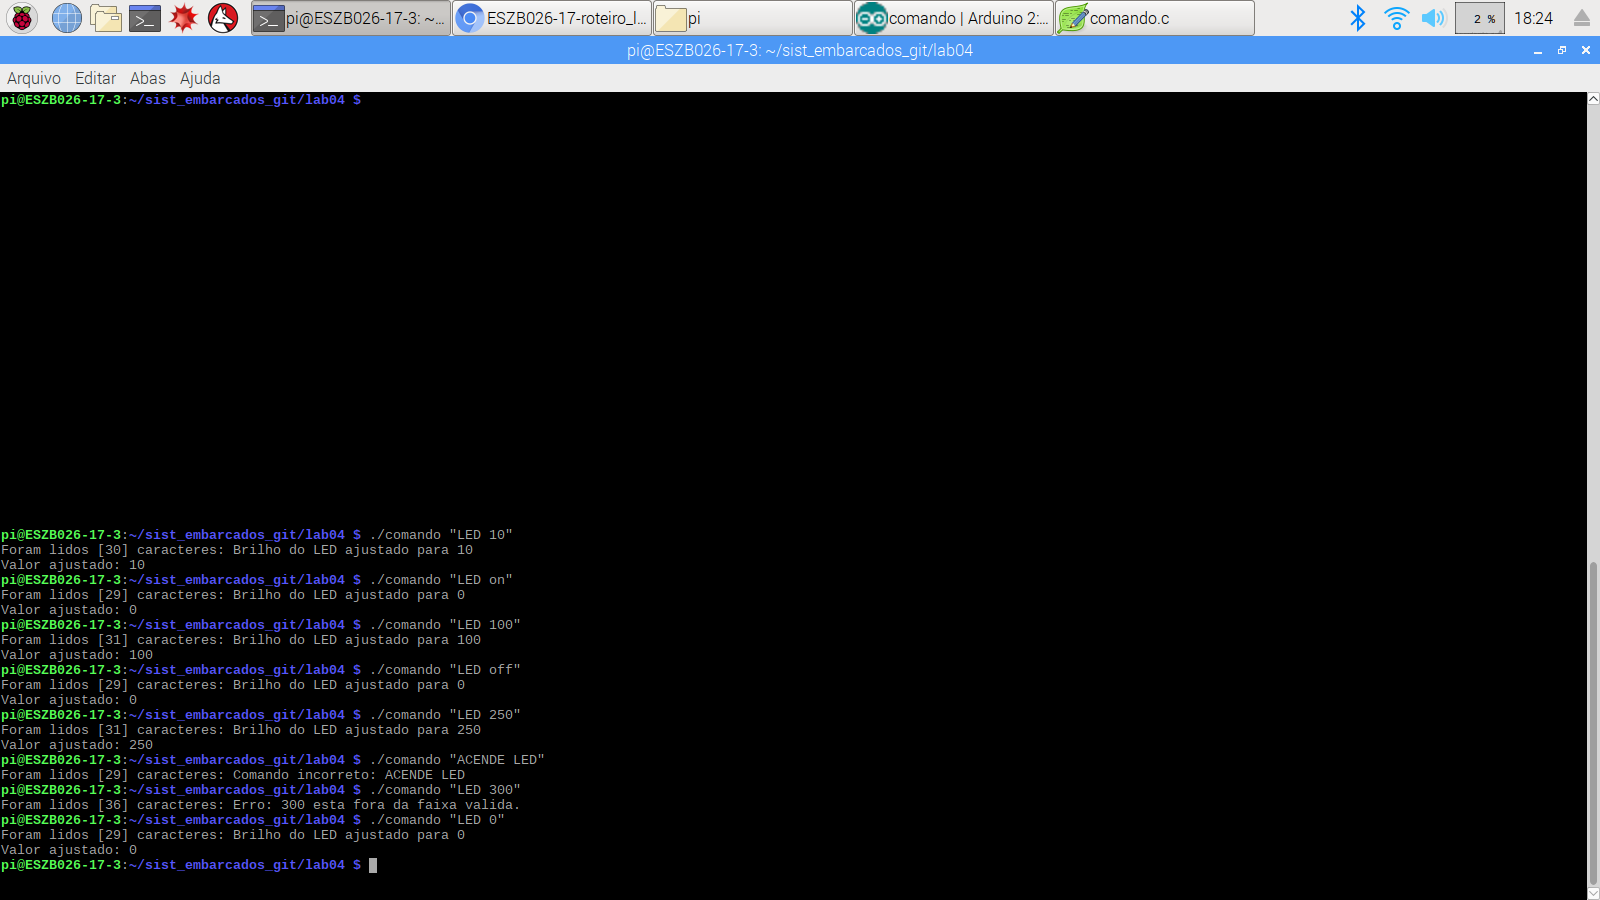 pi@ESZB026-17-3: ~...
ESZB026-17-roteiro_l...
pi
comando | Arduino 2:...
comando.c
2 %
18:24
pi@ESZB026-17-3: ~/sist_embarcados_git/lab04
Arquivo Editar Abas Ajuda
pi@ESZB026-17-3:~/sist_embarcados_git/lab04 $
pi@ESZB026-17-3:~/sist_embarcados_git/lab04 $ ./comando "LED 10"
Foram lidos [30] caracteres: Brilho do LED ajustado para 10
Valor ajustado: 10
pi@ESZB026-17-3:~/sist_embarcados_git/lab04 $ ./comando "LED on"
Foram lidos [29] caracteres: Brilho do LED ajustado para 0
Valor ajustado: 0
pi@ESZB026-17-3:~/sist_embarcados_git/lab04 $ ./comando "LED 100"
Foram lidos [31] caracteres: Brilho do LED ajustado para 100
Valor ajustado: 100
pi@ESZB026-17-3:~/sist_embarcados_git/lab04 $ ./comando "LED off"
Foram lidos [29] caracteres: Brilho do LED ajustado para 0
Valor ajustado: 0
pi@ESZB026-17-3:~/sist_embarcados_git/lab04 $ ./comando "LED 250"
Foram lidos [31] caracteres: Brilho do LED ajustado para 250
Valor ajustado: 250
pi@ESZB026-17-3:~/sist_embarcados_git/lab04 $ ./comando "ACENDE LED"
Foram lidos [29] caracteres: Comando incorreto: ACENDE LED
pi@ESZB026-17-3:~/sist_embarcados_git/lab04 $ ./comando "LED 300"
Foram lidos [36] caracteres: Erro: 300 esta fora da faixa valida.
pi@ESZB026-17-3:~/sist_embarcados_git/lab04 $ ./comando "LED 0"
Foram lidos [29] caracteres: Brilho do LED ajustado para 0
Valor ajustado: 0
pi@ESZB026-17-3:~/sist_embarcados_git/lab04 $